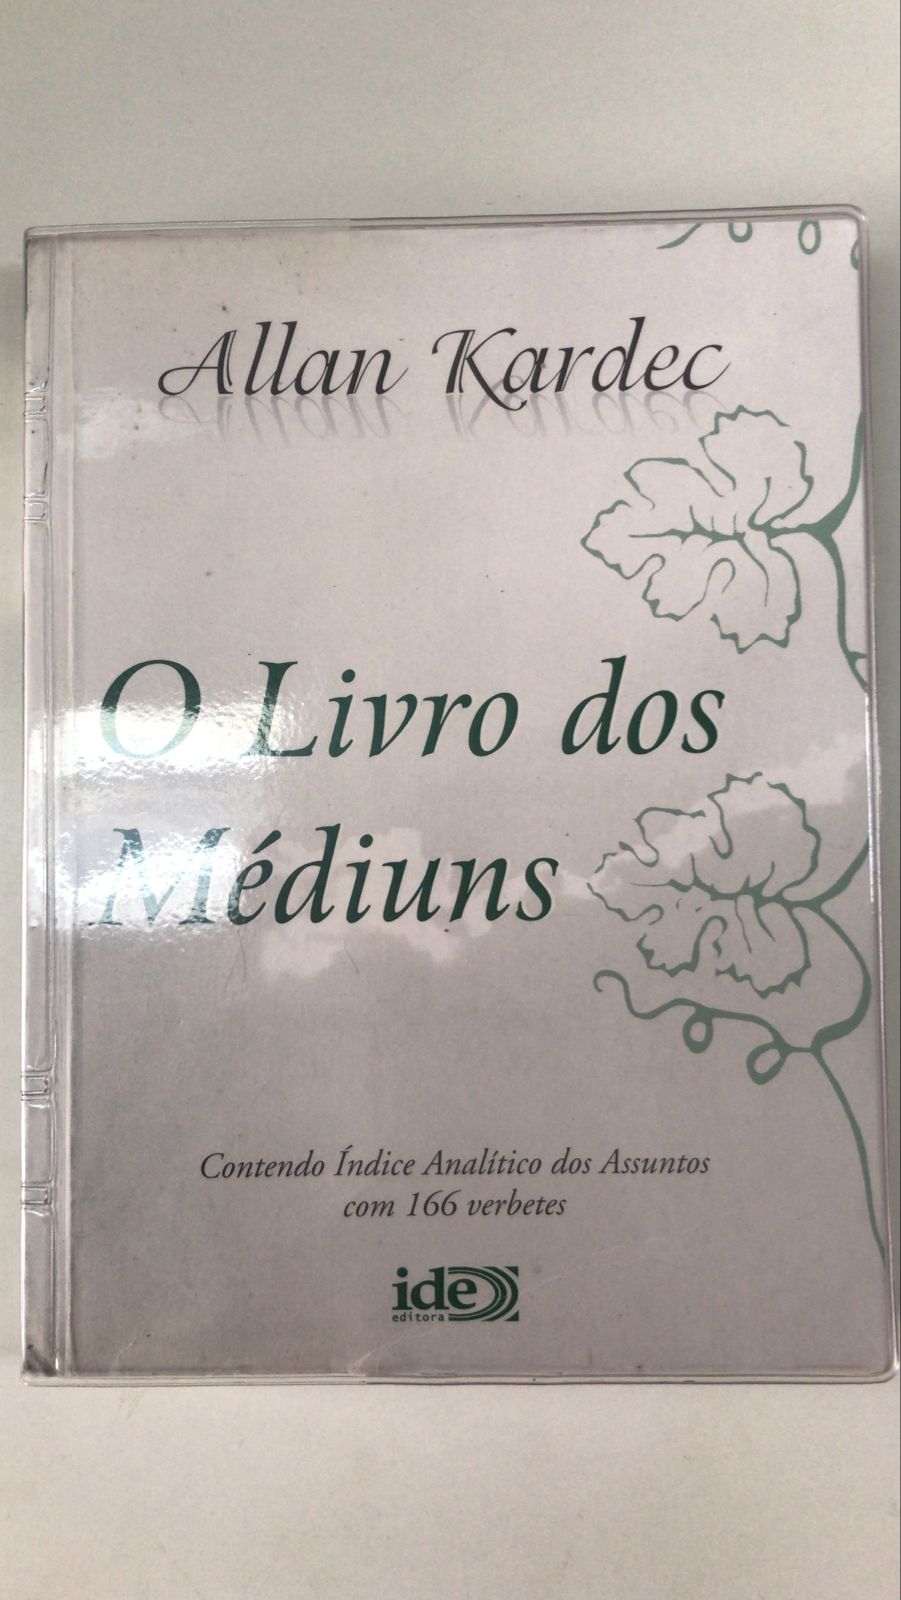 Allan Kardec
O Livro dos
Médiuns
Contendo Índice Analítico dos Assuntos
com 166 verbetes
ide
editora